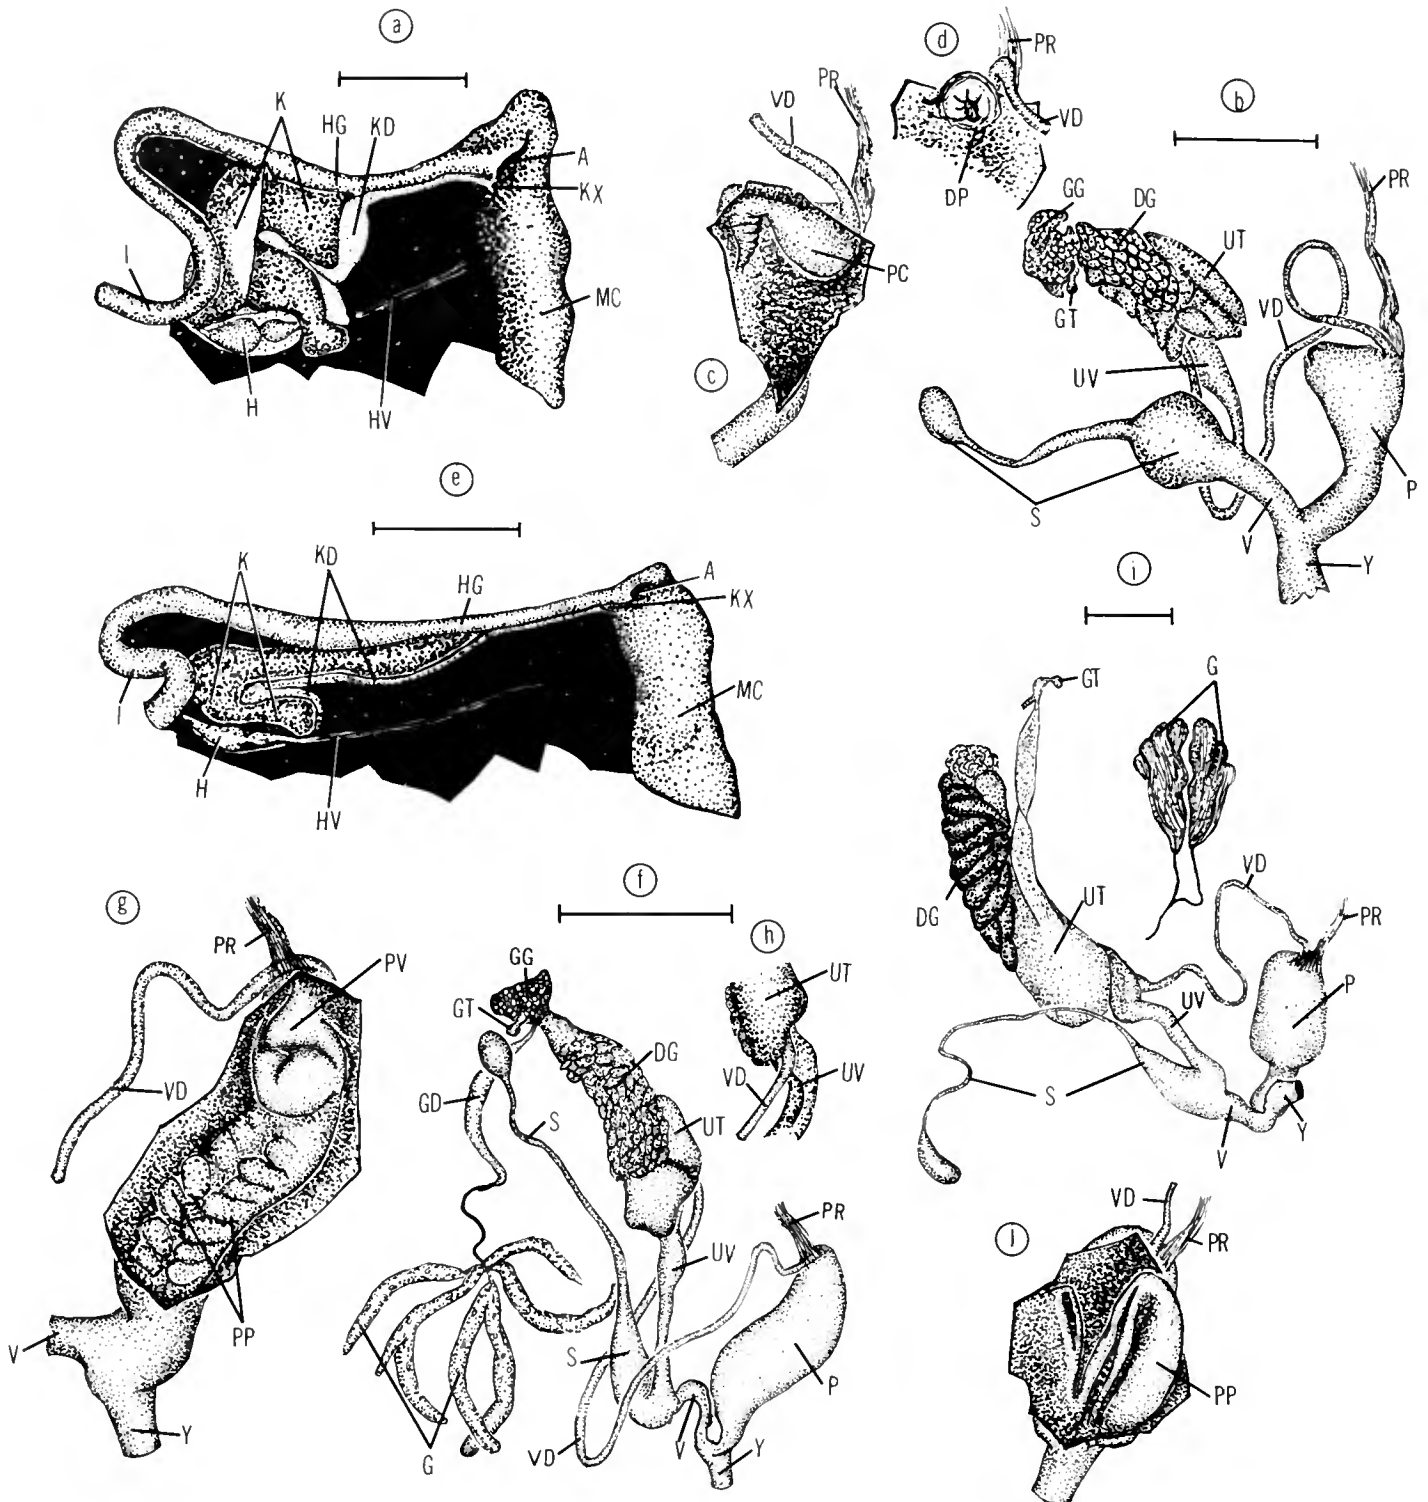 a
K
HG
KD
A
KX
I
MC
H
HV
VD
PR
PC
c
d
PR
VD
DP
b
GG
DG
UT
GT
VD
PR
UV
S
P
V
Y
e
K
KD
HG
A
KX
I
MC
H
HV
i
GT
G
DG
UT
VD
PR
UV
P
S
V
Y
g
PR
PV
VD
PP
V
Y
f
GG
GT
DG
GD
S
UT
UV
PR
S
P
VD
V
Y
G
h
UT
VD
UV
j
VD
PR
PP